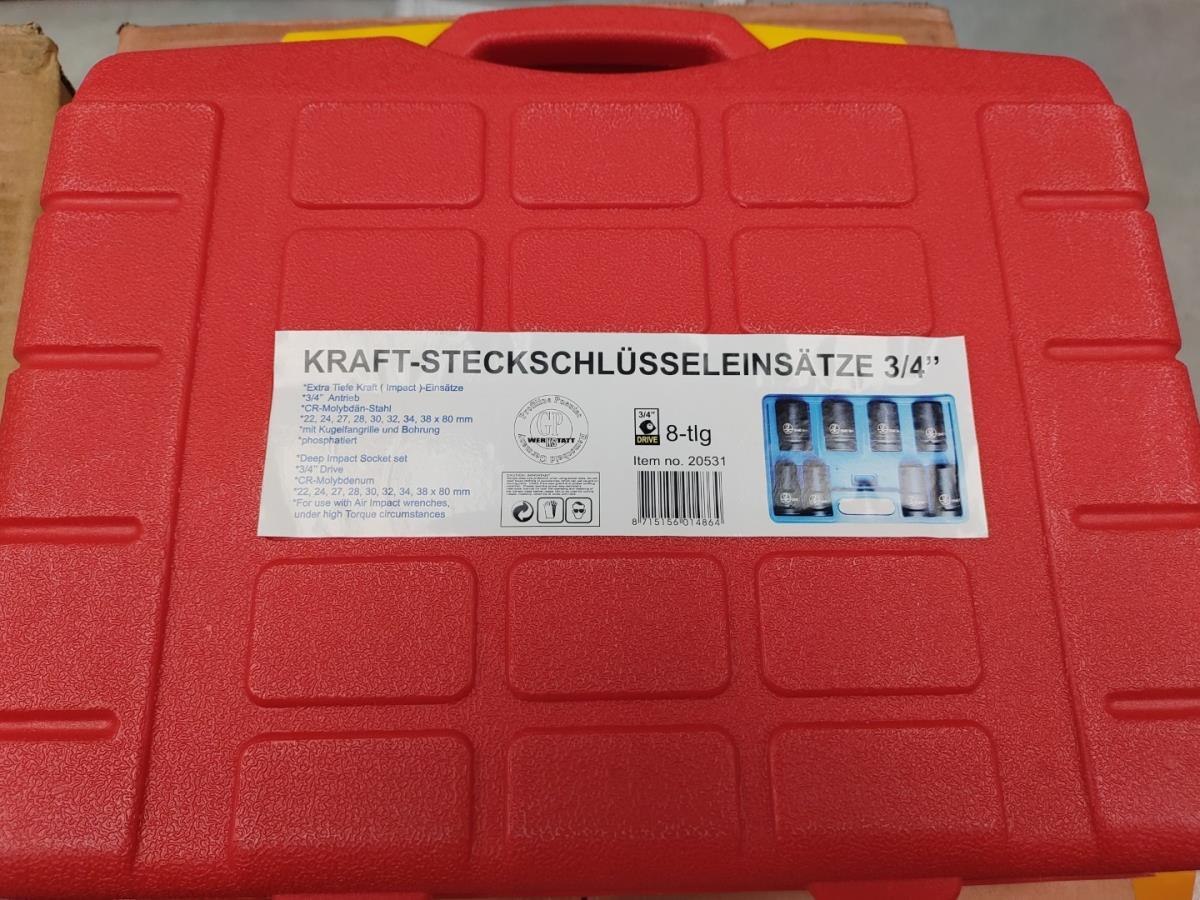 KRAFT-STECKSCHLÜSSELEINSÄTZE 3/4’’
*Extra Tiefe Kraft ( Impact )-Einsätze
*3/4’’ Antrieb
*CR-Molybdän-Stahl
*22, 24, 27, 28, 30, 32, 34, 38 x 80 mm
*mit Kugelfangrille und Bohrung
*phosphatiert
*Deep Impact Socket set
*3/4’’ Drive
*CR-Molybdenum
*22, 24, 27, 28, 30, 32, 34, 38 x 80 mm
*For use with Air Impact wrenches,
under high Torque circumstances
GP
WERKSTATT
3/4’’
DRIVE
8-tlg
Item no. 20531
8 715156 014864